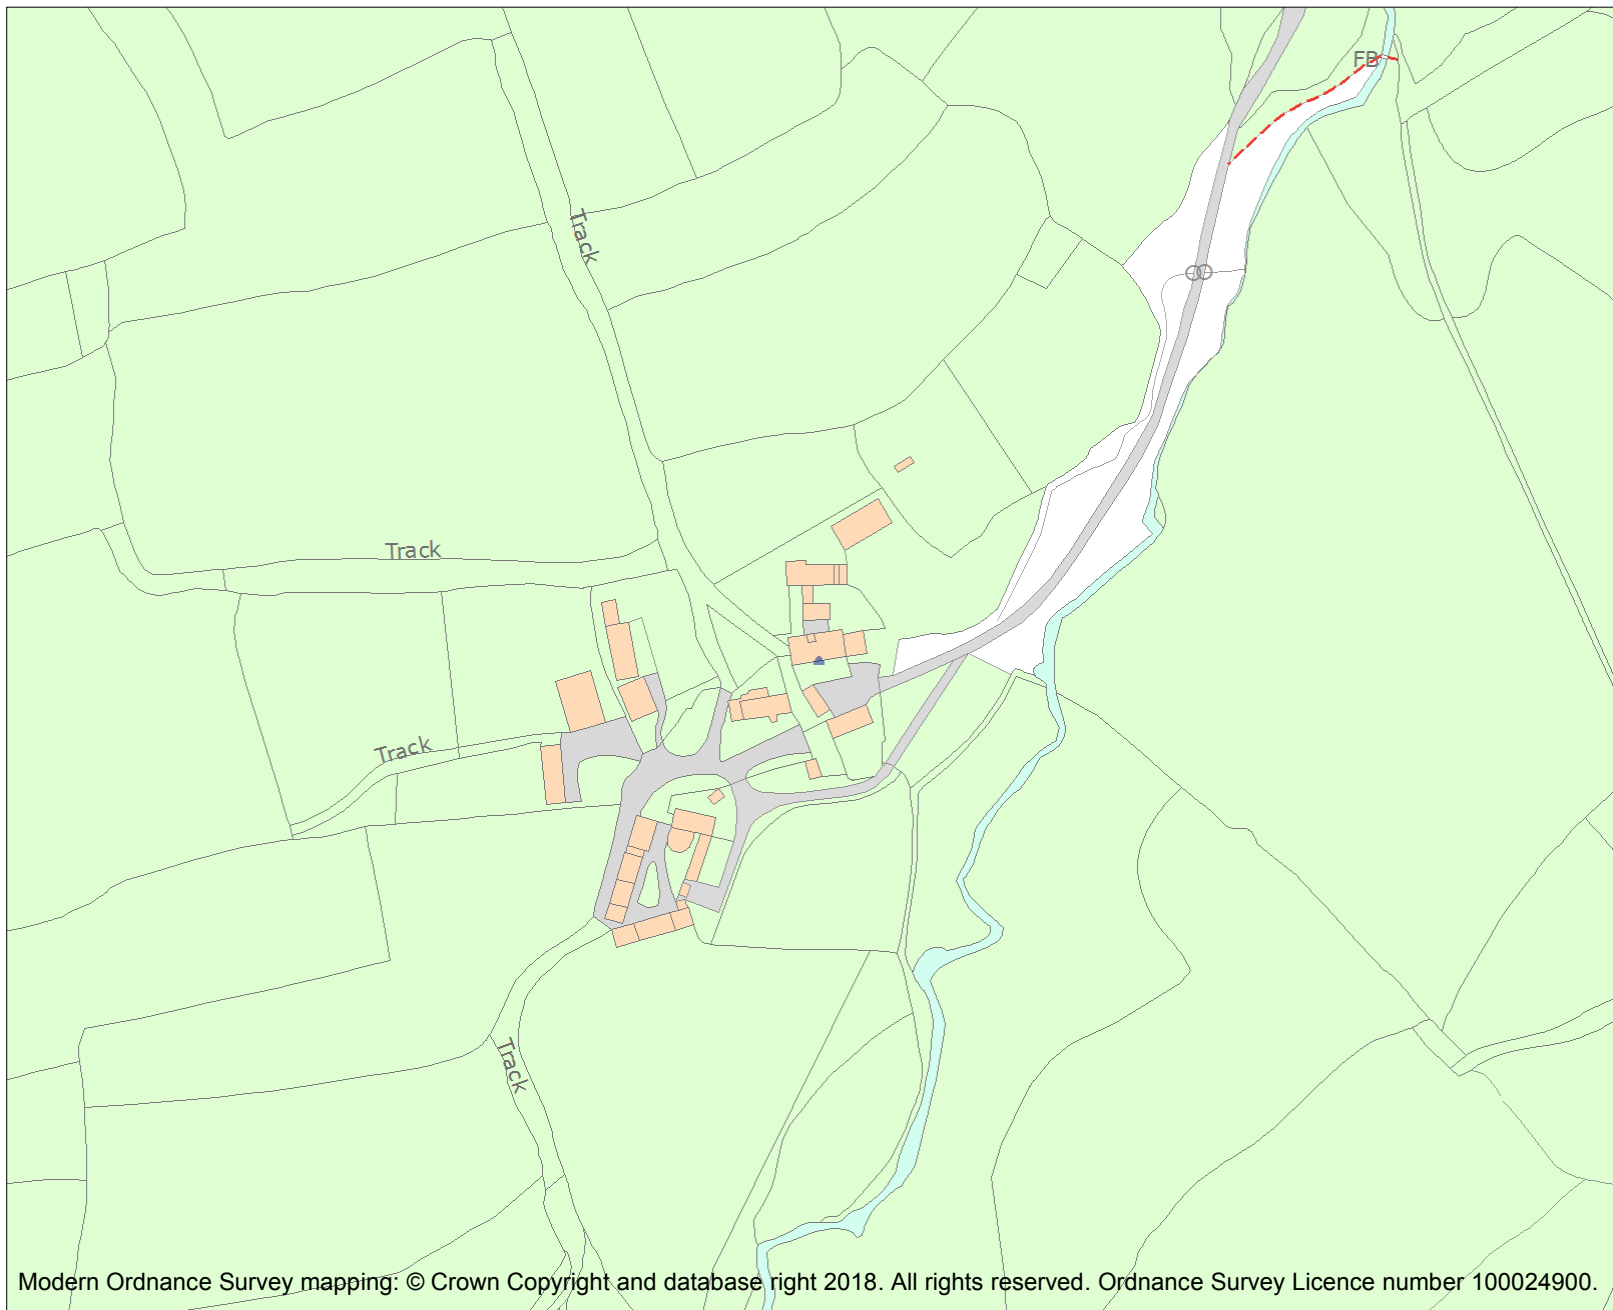 FB
Track
Track
Track
Track
Modern Ordnance Survey mapping: © Crown Copyright and database right 2018. All rights reserved. Ordnance Survey Licence number 100024900.